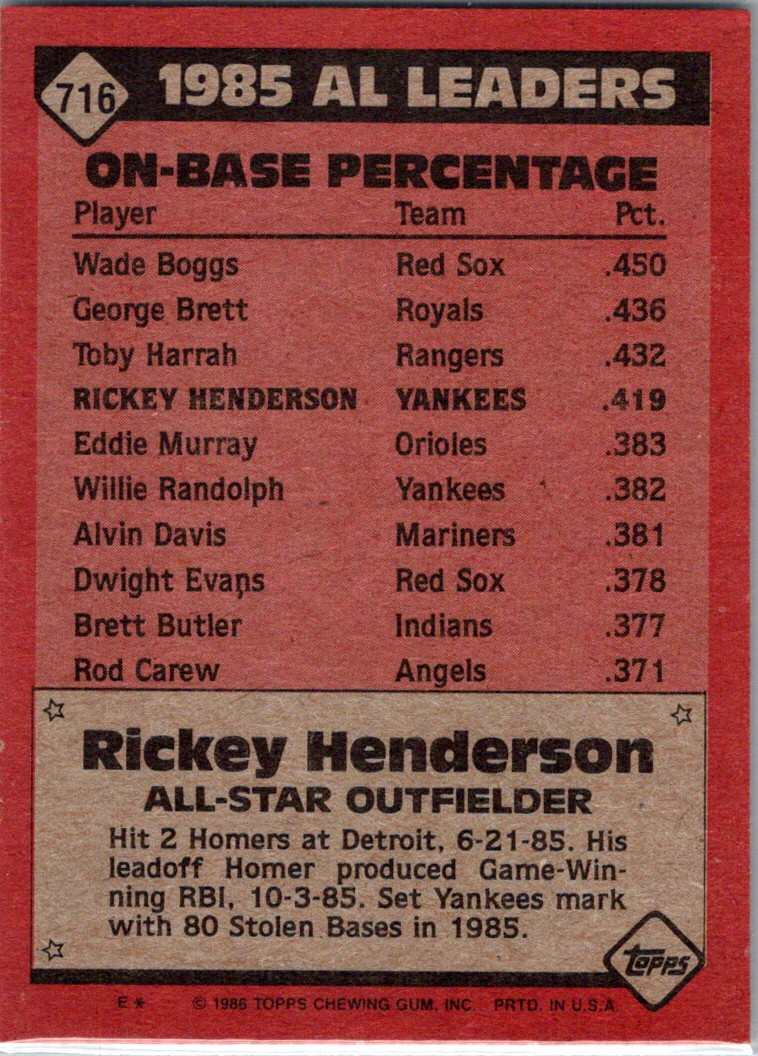 716 1985 AL LEADERS
ON-BASE PERCENTAGE
Player Team Pct.
Wade Boggs Red Sox .450
George Brett Royals .436
Toby Harrah Rangers .432
RICKEY HENDERSON YANKEES .419
Eddie Murray Orioles .383
Willie Randolph Yankees .382
Alvin Davis Mariners .381
Dwight Evans Red Sox .378
Brett Butler Indians .377
Rod Carew Angels .371
Rickey Henderson
ALL-STAR OUTFIELDER
Hit 2 Homers at Detroit, 6-21-85. His
leadoff Homer produced Game-Win-
ning RBI, 10-3-85. Set Yankees mark
with 80 Stolen Bases in 1985.
topps
E * © 1986 TOPPS CHEWING GUM, INC. PRTD. IN U.S.A.